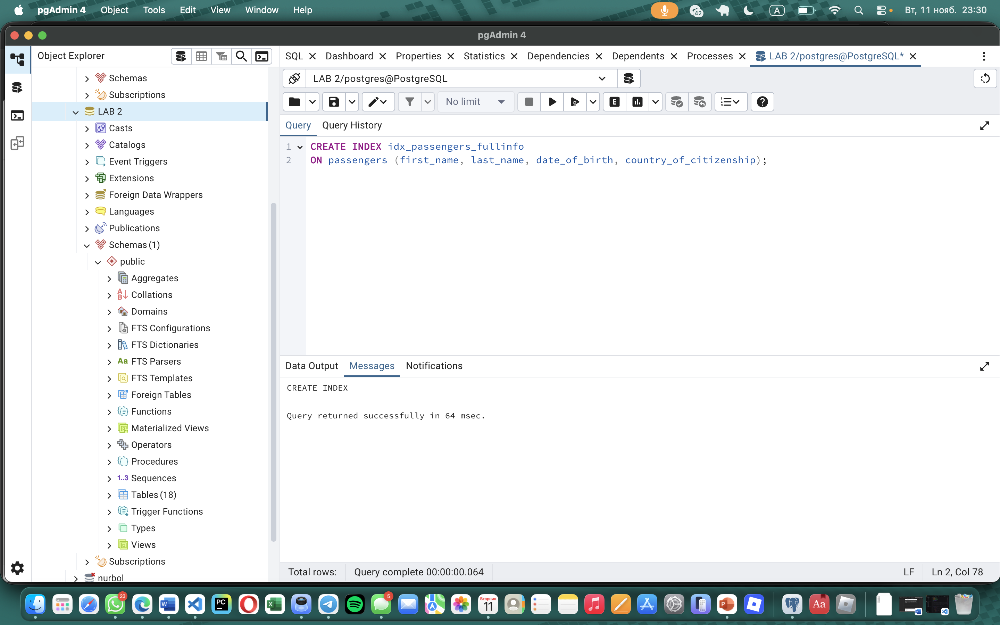 pgAdmin 4 Object Tools Edit View Window Help 42 A Вт, 11 нояб. 23:30
pgAdmin 4
Object Explorer
SQL Dashboard Properties Statistics Dependencies Dependents Processes LAB 2/postgres@PostgreSQL*
Schemas
Subscriptions
LAB 2
Casts
Catalogs
Event Triggers
Extensions
Foreign Data Wrappers
Languages
Publications
Schemas (1)
public
Aggregates
Collations
Domains
FTS Configurations
FTS Dictionaries
Aa FTS Parsers
FTS Templates
Foreign Tables
Functions
Materialized Views
Operators
Procedures
1..3 Sequences
Tables (18)
Trigger Functions
Types
Views
Subscriptions
nurbol
LAB 2/postgres@PostgreSQL
No limit
E
Query Query History
1 CREATE INDEX idx_passengers_fullinfo
2 ON passengers (first_name, last_name, date_of_birth, country_of_citizenship);
Data Output Messages Notifications
CREATE INDEX
Query returned successfully in 64 msec.
Total rows: Query complete 00:00:00.064 LF Ln 2, Col 78
23 W PC X 5 Вторник 11 P Aa